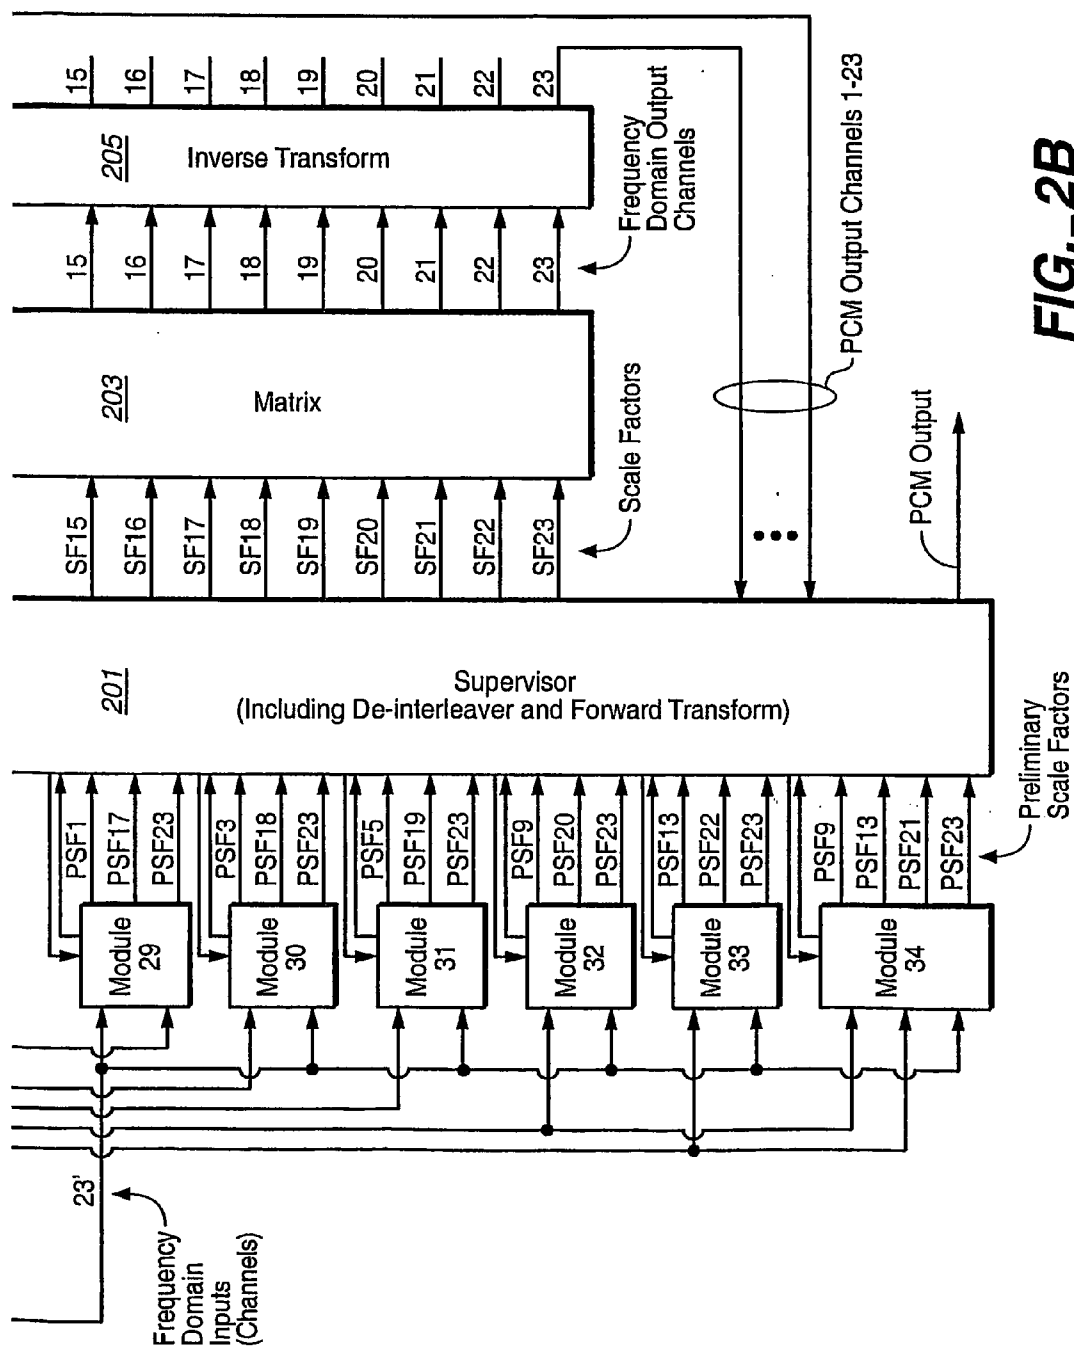 23'
Frequency
Domain
Inputs
(Channels)
Module
29
Module
30
Module
31
Module
32
Module
33
Module
34
PSF1
PSF17
PSF23
PSF3
PSF18
PSF23
PSF5
PSF19
PSF23
PSF9
PSF20
PSF23
PSF13
PSF22
PSF23
PSF9
PSF13
PSF21
PSF23
Preliminary
Scale Factors
201
Supervisor
(Including De-interleaver and Forward Transform)
SF15
SF16
SF17
SF18
SF19
SF20
SF21
SF22
SF23
Scale Factors
PCM Output
203
Matrix
15
16
17
18
19
20
21
22
23
Frequency
Domain Output
Channels
205
Inverse Transform
15
16
17
18
19
20
21
22
23
PCM Output Channels 1-23
FIG._2B